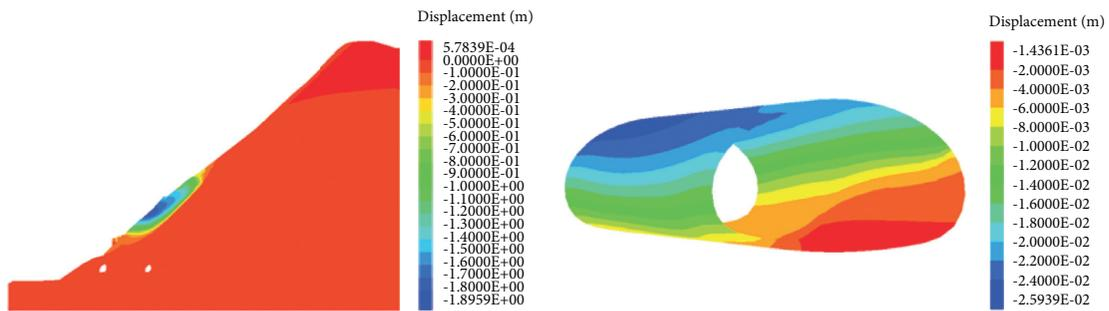 Displacement (m)
5.7839E-04
0.0000E+00
-1.0000E-01
-2.0000E-01
-3.0000E-01
-4.0000E-01
-5.0000E-01
-6.0000E-01
-7.0000E-01
-8.0000E-01
-9.0000E-01
-1.0000E+00
-1.1000E+00
-1.2000E+00
-1.3000E+00
-1.4000E+00
-1.5000E+00
-1.6000E+00
-1.7000E+00
-1.8000E+00
-1.8959E+00
Displacement (m)
-1.4361E-03
-2.0000E-03
-4.0000E-03
-6.0000E-03
-8.0000E-03
-1.0000E-02
-1.2000E-02
-1.4000E-02
-1.6000E-02
-1.8000E-02
-2.0000E-02
-2.2000E-02
-2.4000E-02
-2.5939E-02